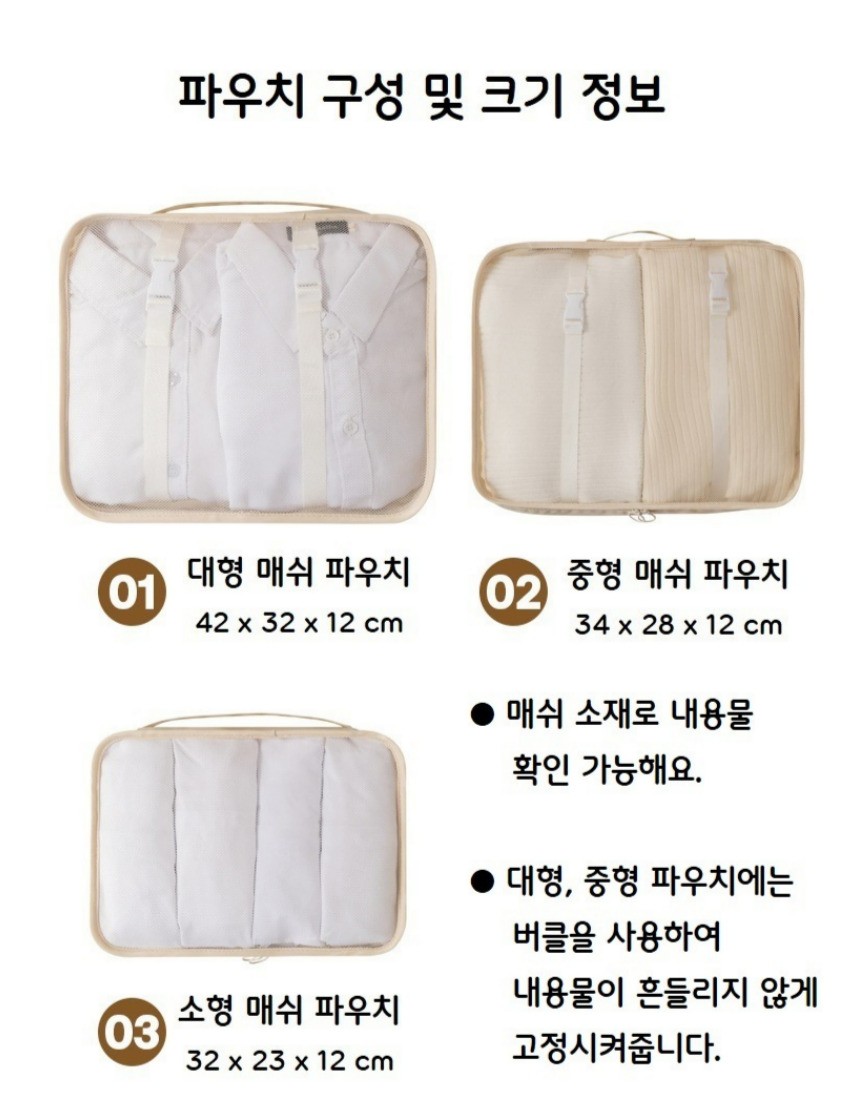 파우치 구성 및 크기 정보
01
대형 매쉬 파우치
42 x 32 x 12 cm
02
중형 매쉬 파우치
34 x 28 x 12 cm
03
소형 매쉬 파우치
32 x 23 x 12 cm
● 매쉬 소재로 내용물
확인 가능해요.
● 대형, 중형 파우치에는
버클을 사용하여
내용물이 흔들리지 않게
고정시켜줍니다.